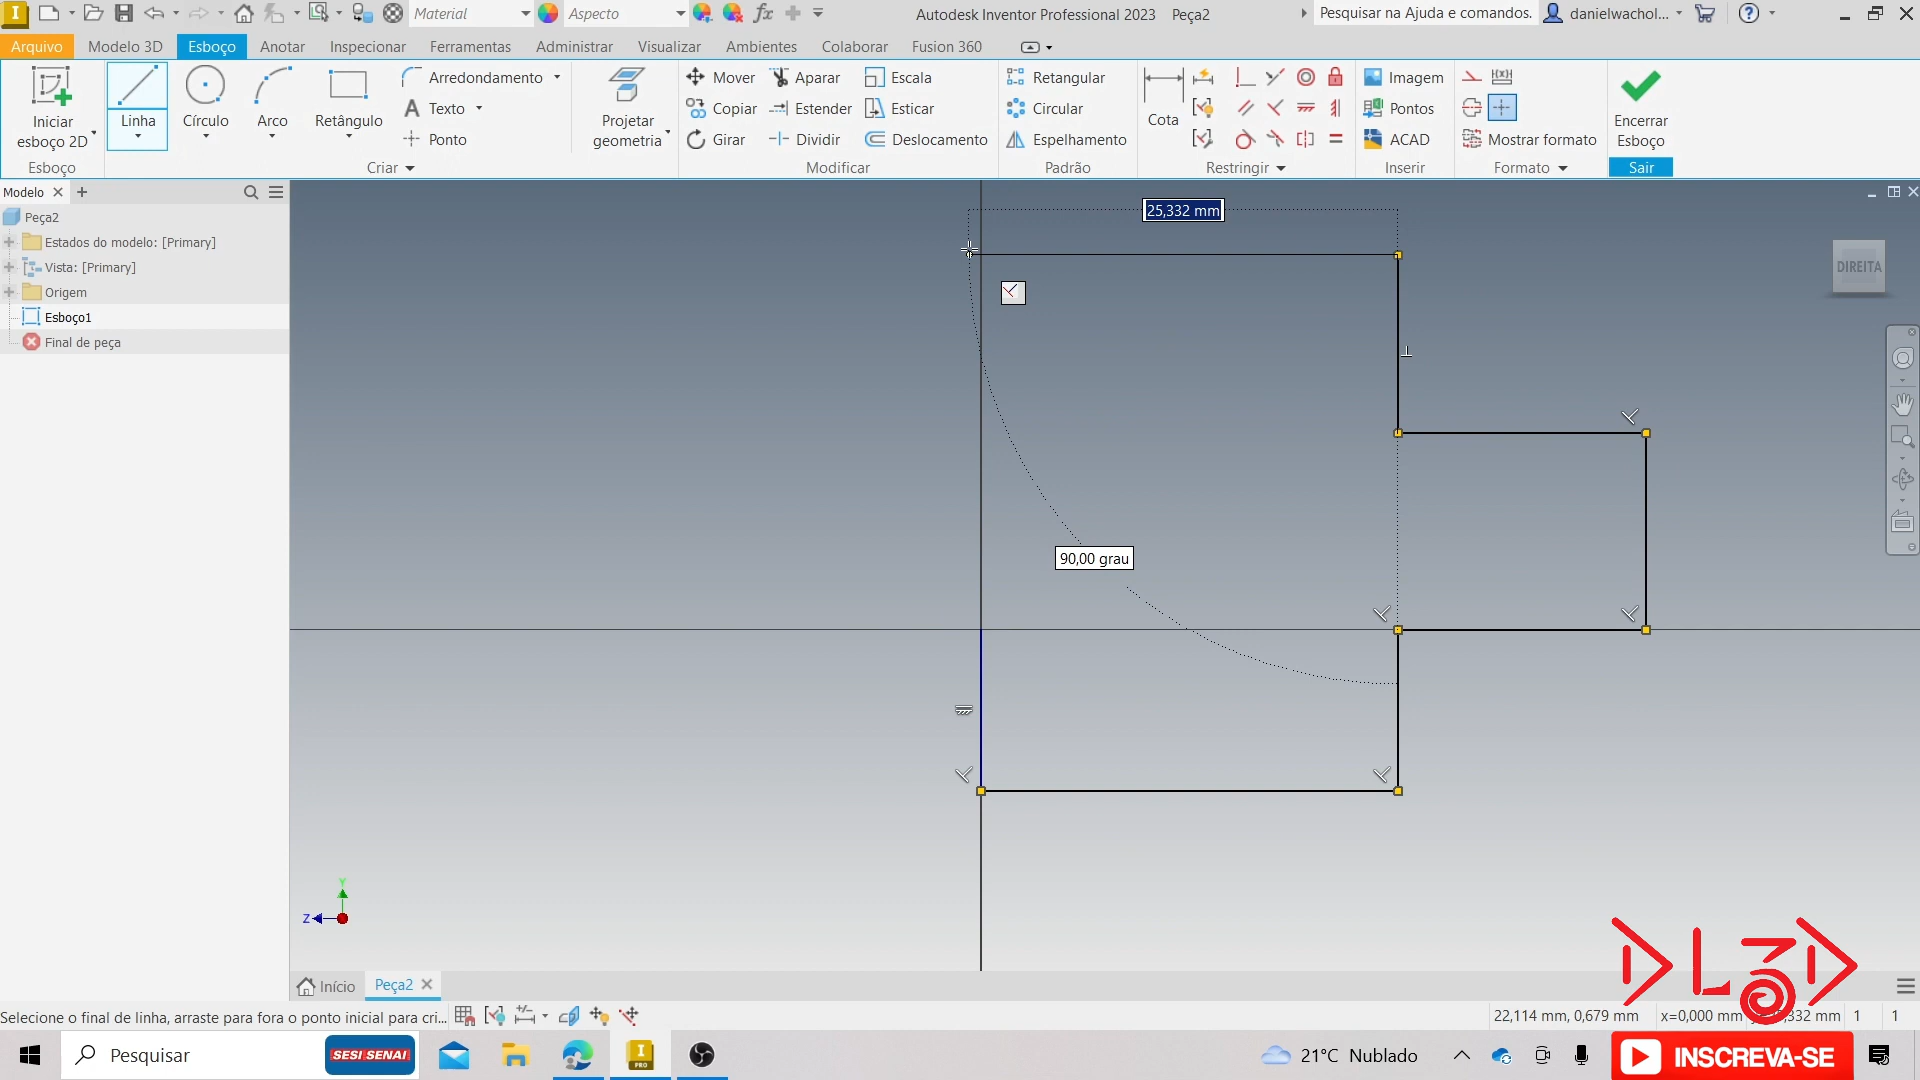 Material
Aspecto
Autodesk Inventor Professional 2023 Peça2
Pesquisar na Ajuda e comandos.
danielwachol...
Arquivo Modelo 3D Esboço Anotar Inspecionar Ferramentas Administrar Visualizar Ambientes Colaborar Fusion 360
Iniciar esboço 2D
Linha
Círculo
Arco
Retângulo
Arredondamento
Texto
Ponto
Projetar geometria
Mover Aparar Escala
Copiar Estender Esticar
Girar Dividir Deslocamento
Retangular
Circular
Espelhamento
Cota
Imagem
Pontos
ACAD
Mostrar formato
Encerrar Esboço
Esboço Criar Modificar Padrão Restringir Inserir Formato Sair
Modelo
Peça2
Estados do modelo: [Primary]
Vista: [Primary]
Origem
Esboço1
Final de peça
25,332 mm
90,00 grau
DIREITA
Y
Z
DL3D
Início Peça2
Selecione o final de linha, arraste para fora o ponto inicial para cri...
22,114 mm, 0,679 mm x=0,000 mm 332 mm 1 1
Pesquisar
SESI SENAI
PRO
21°C Nublado
INSCREVA-SE